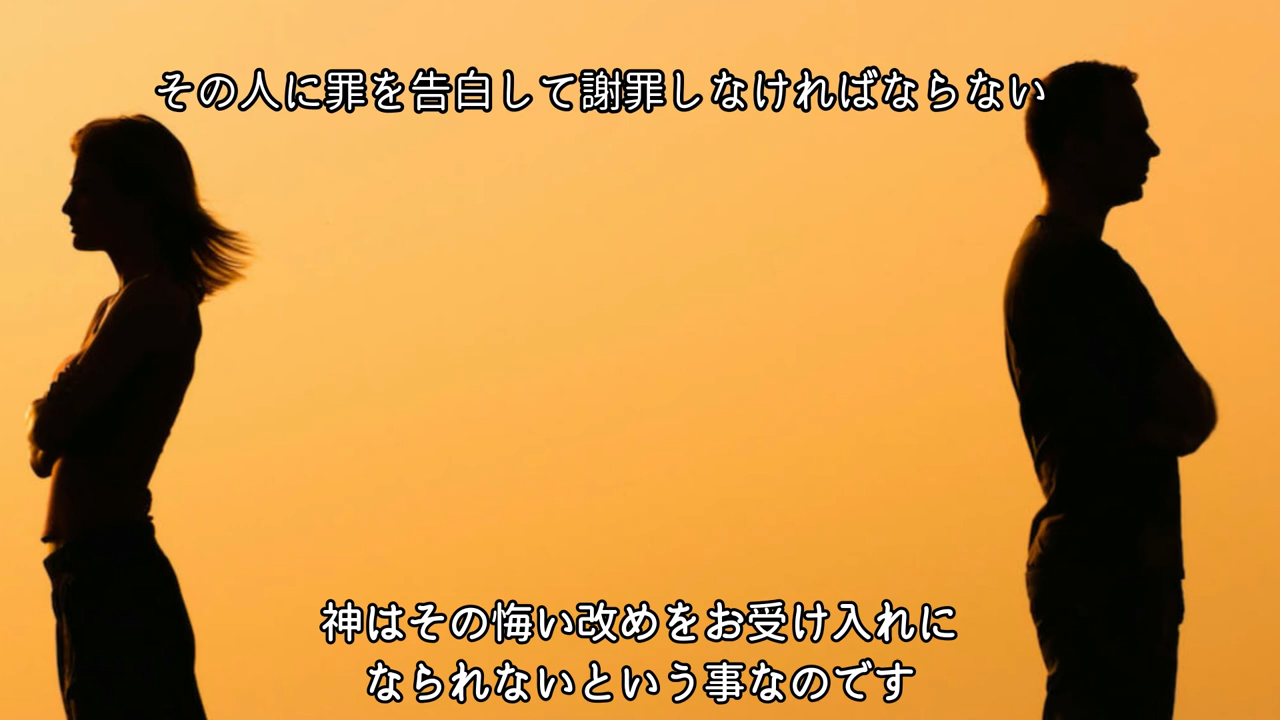 その人に罪を告白して謝罪しなければならない
神はその悔い改めをお受け入れに
なられないという事なのです